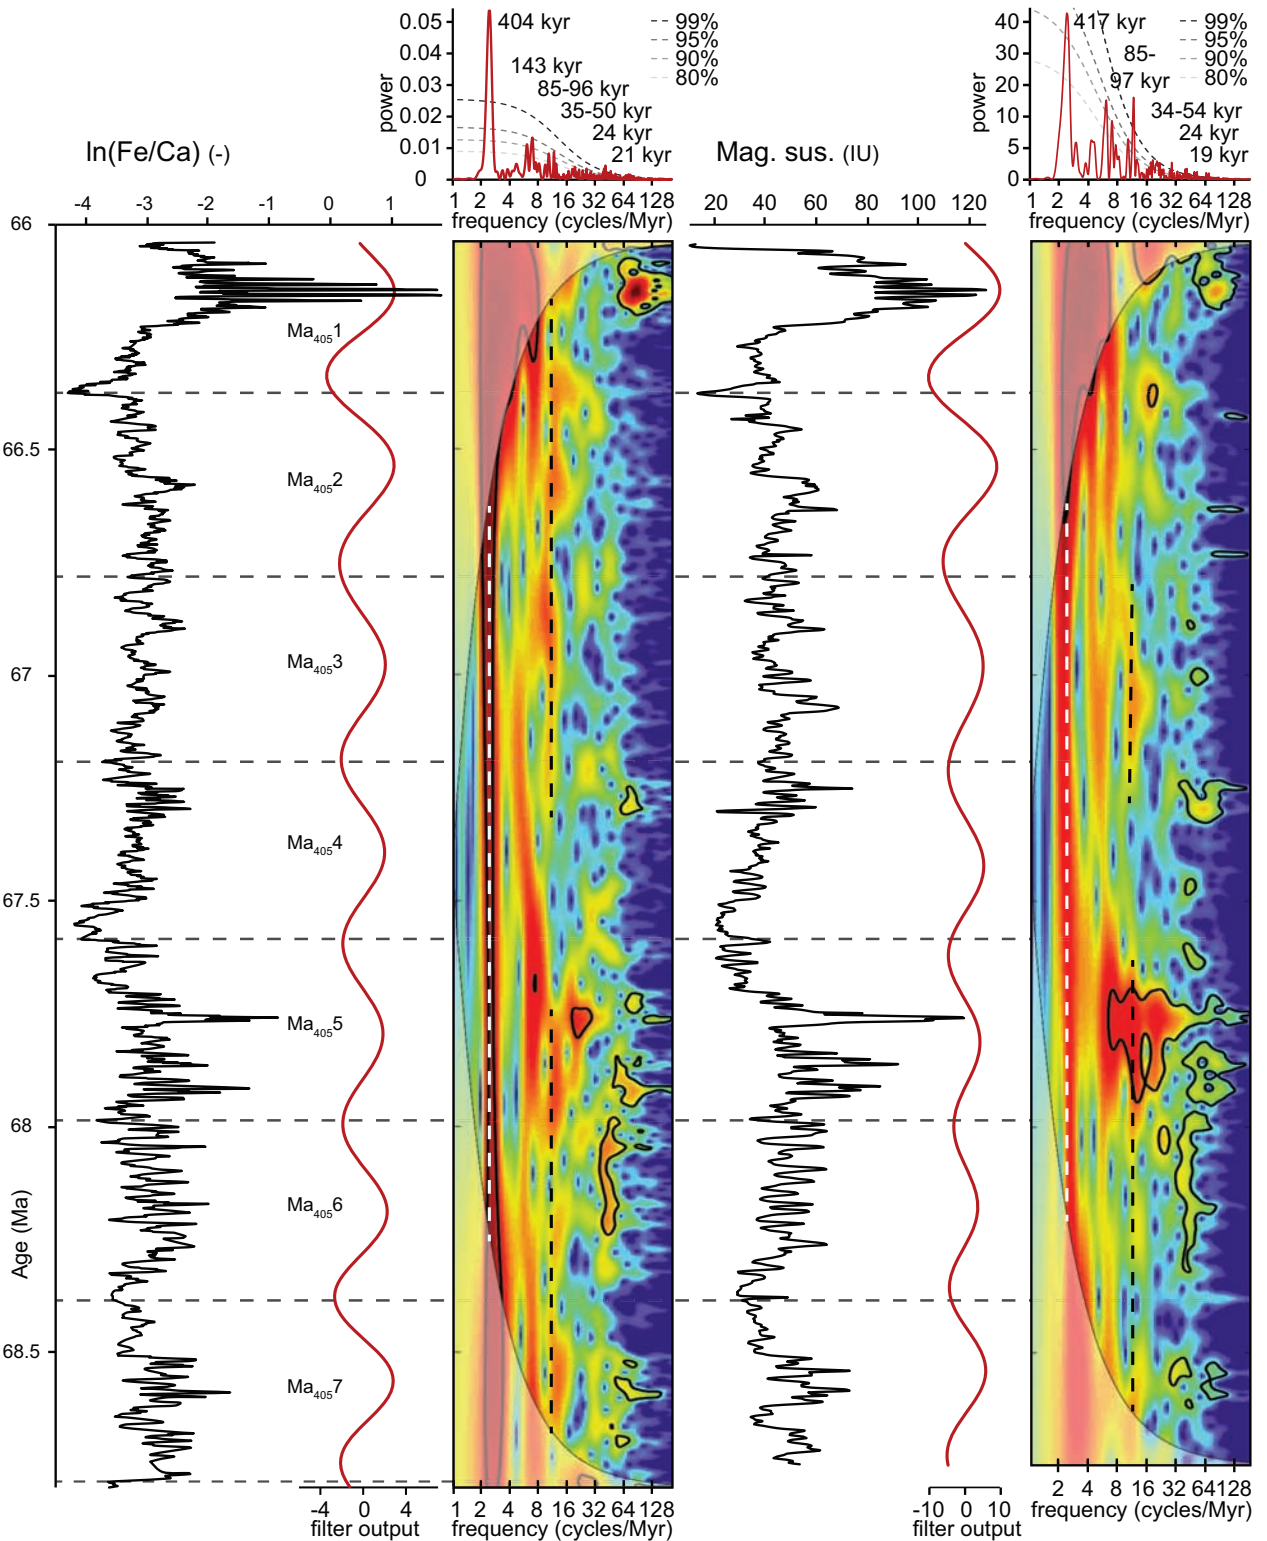 0.05
0.04
0.03
0.02
0.01
0
power
404 kyr
143 kyr
85-96 kyr
35-50 kyr
24 kyr
21 kyr
99%
95%
90%
80%
1 2 4 8 16 32 64 128
frequency (cycles/Myr)
40
30
20
10
5
0
power
417 kyr
85-
97 kyr
34-54 kyr
24 kyr
19 kyr
99%
95%
90%
80%
1 2 4 8 16 32 64 128
frequency (cycles/Myr)
ln(Fe/Ca) (-)
-4 -3 -2 -1 0 1
Mag. sus. (IU)
20 40 60 80 100 120
66
66.5
67
67.5
68
68.5
Age (Ma)
Ma4051
Ma4052
Ma4053
Ma4054
Ma4055
Ma4056
Ma4057
-4 0 4
filter output
1 2 4 8 16 32 64 128
frequency (cycles/Myr)
-10 0 10
filter output
2 4 8 16 32 64 128
frequency (cycles/Myr)